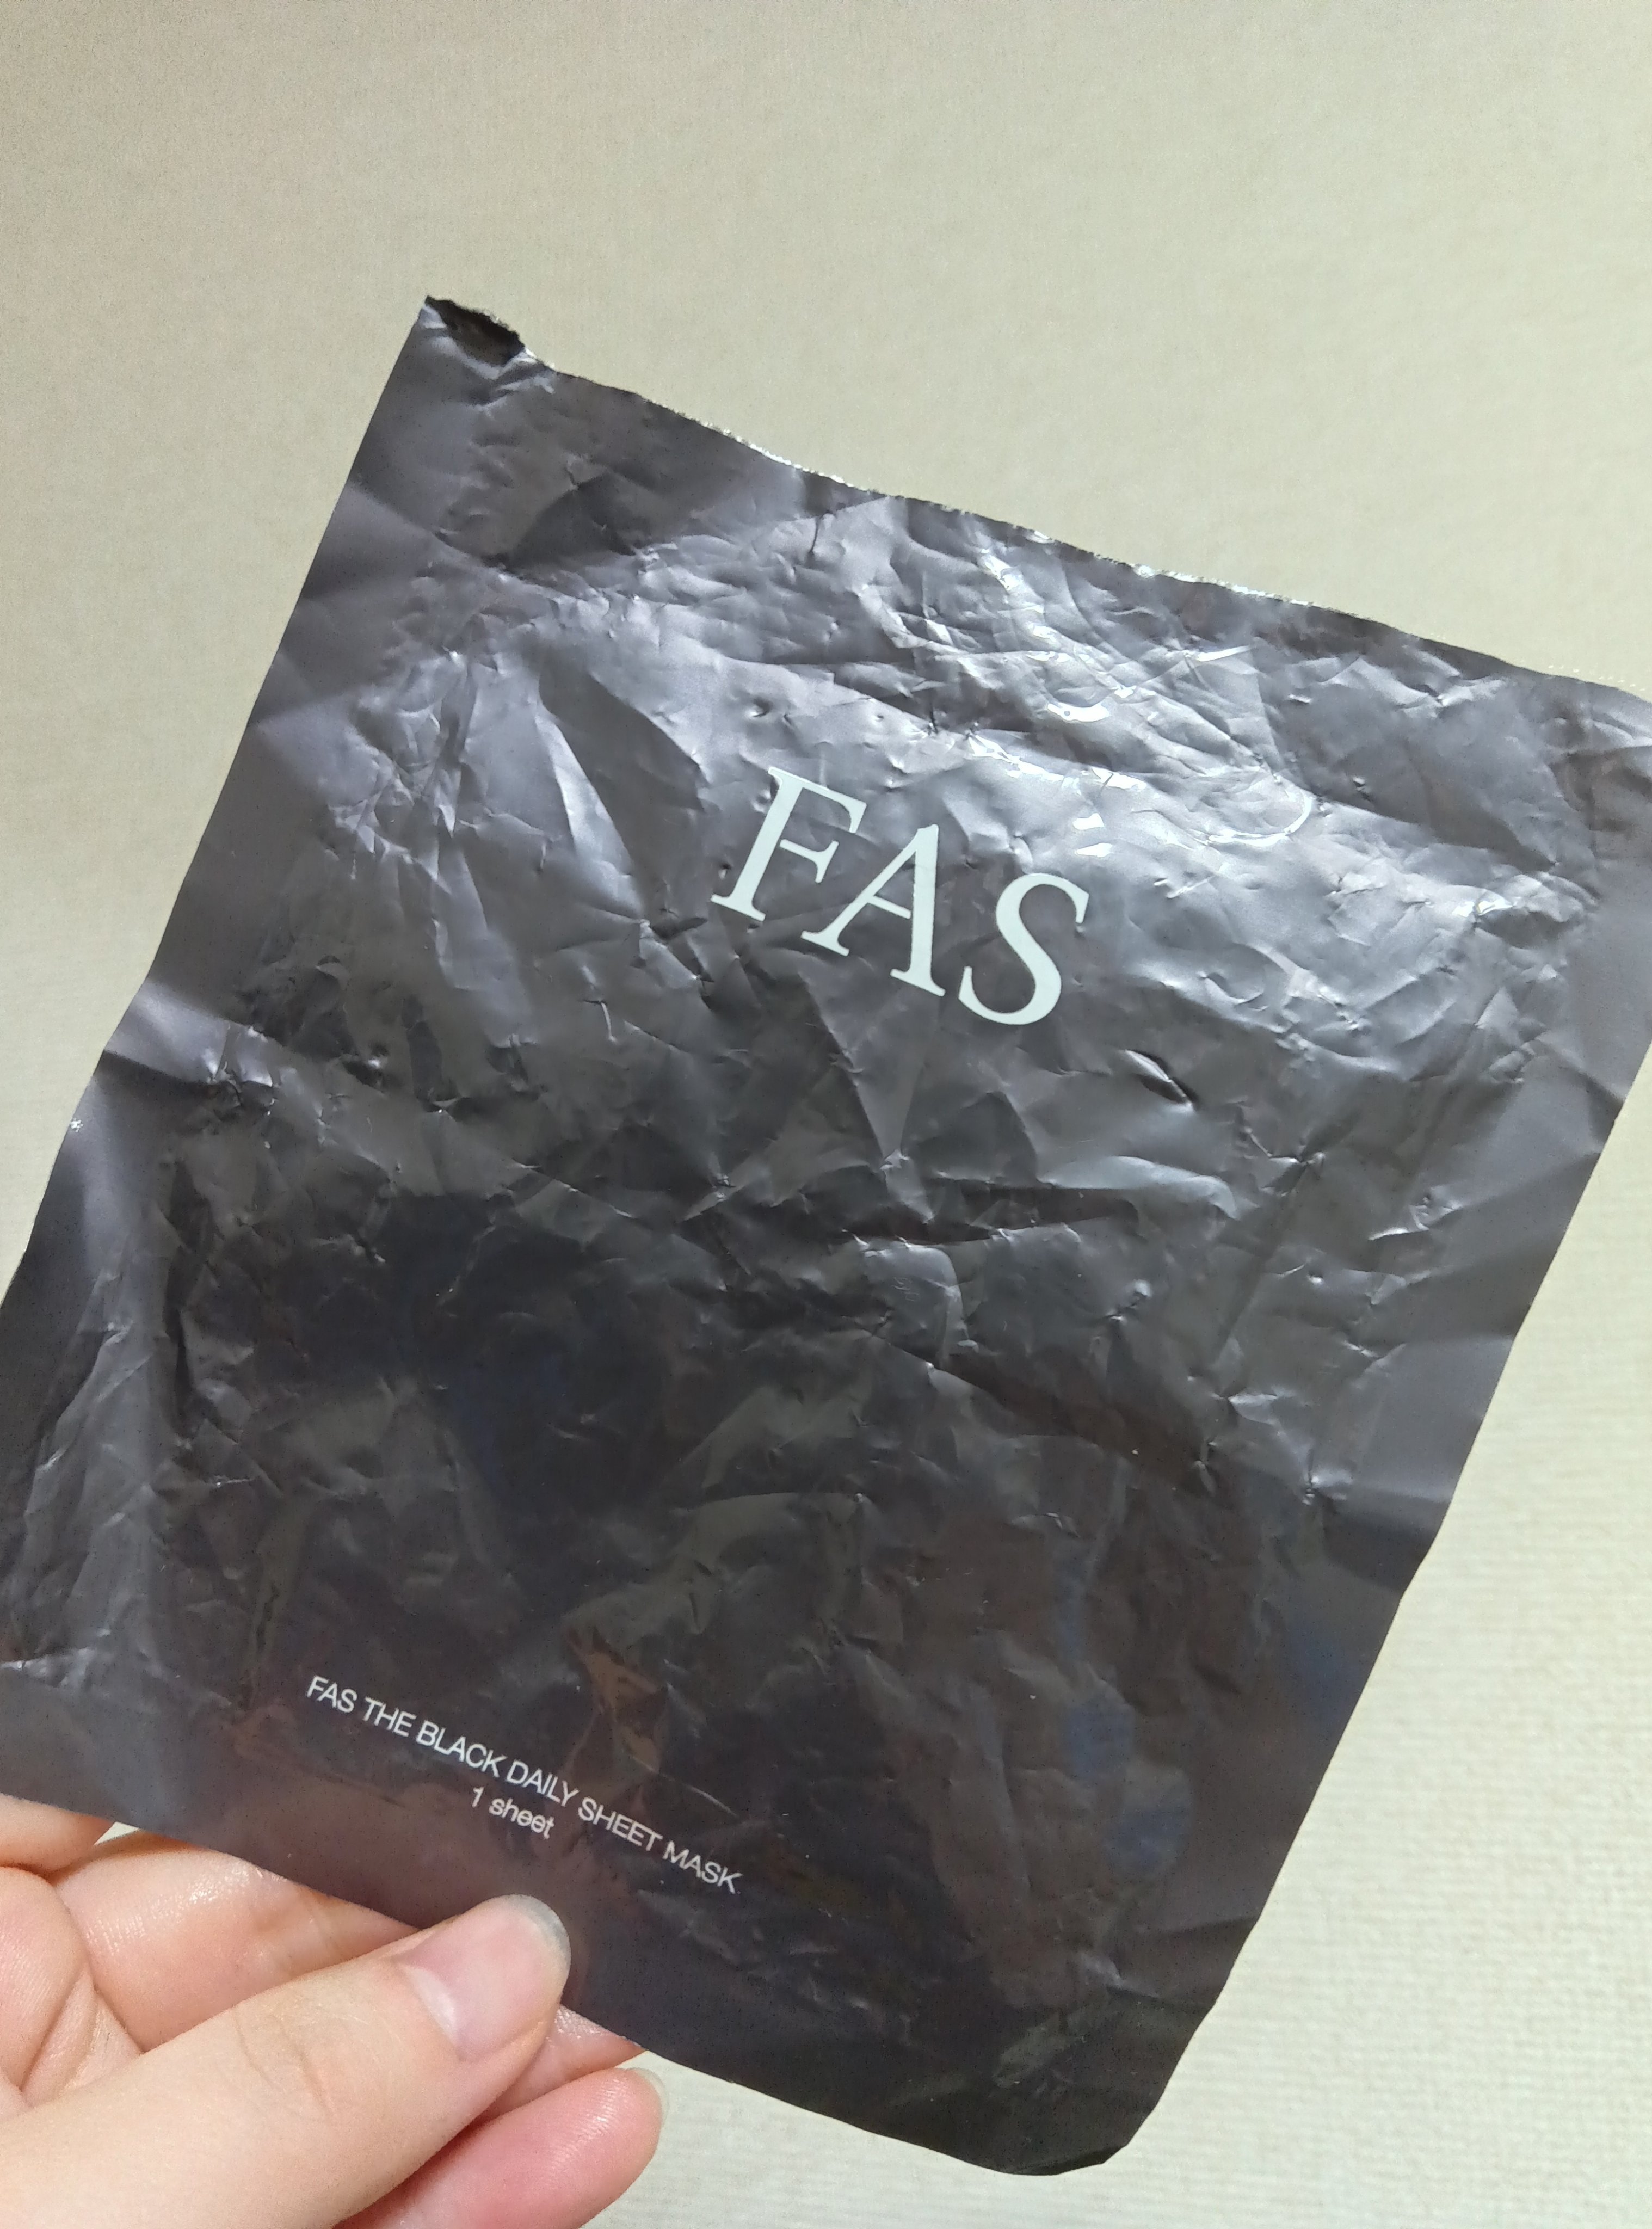 FAS
FAS THE BLACK DAILY SHEET MASK
1 sheet